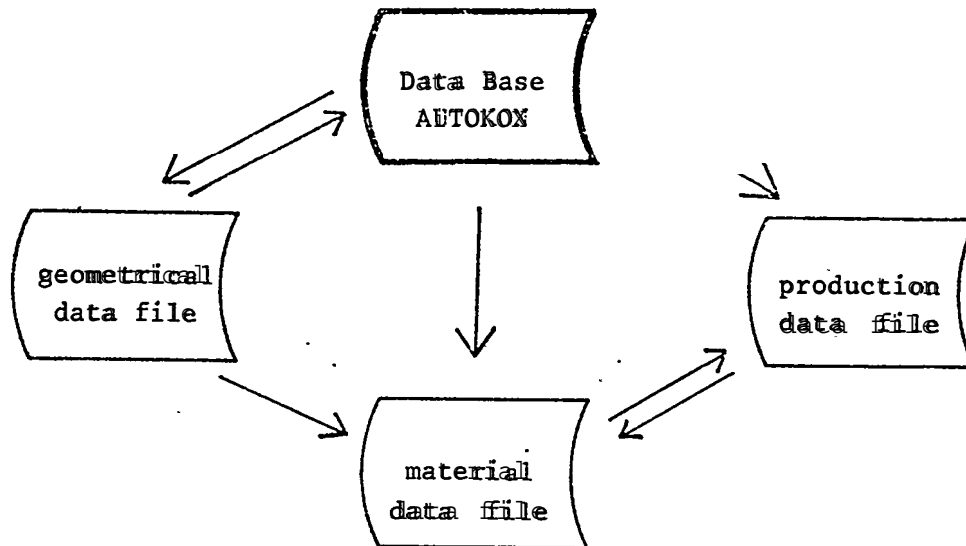 Data Base
AUTOKOX
geometrical
data file
production
data file
material
data file